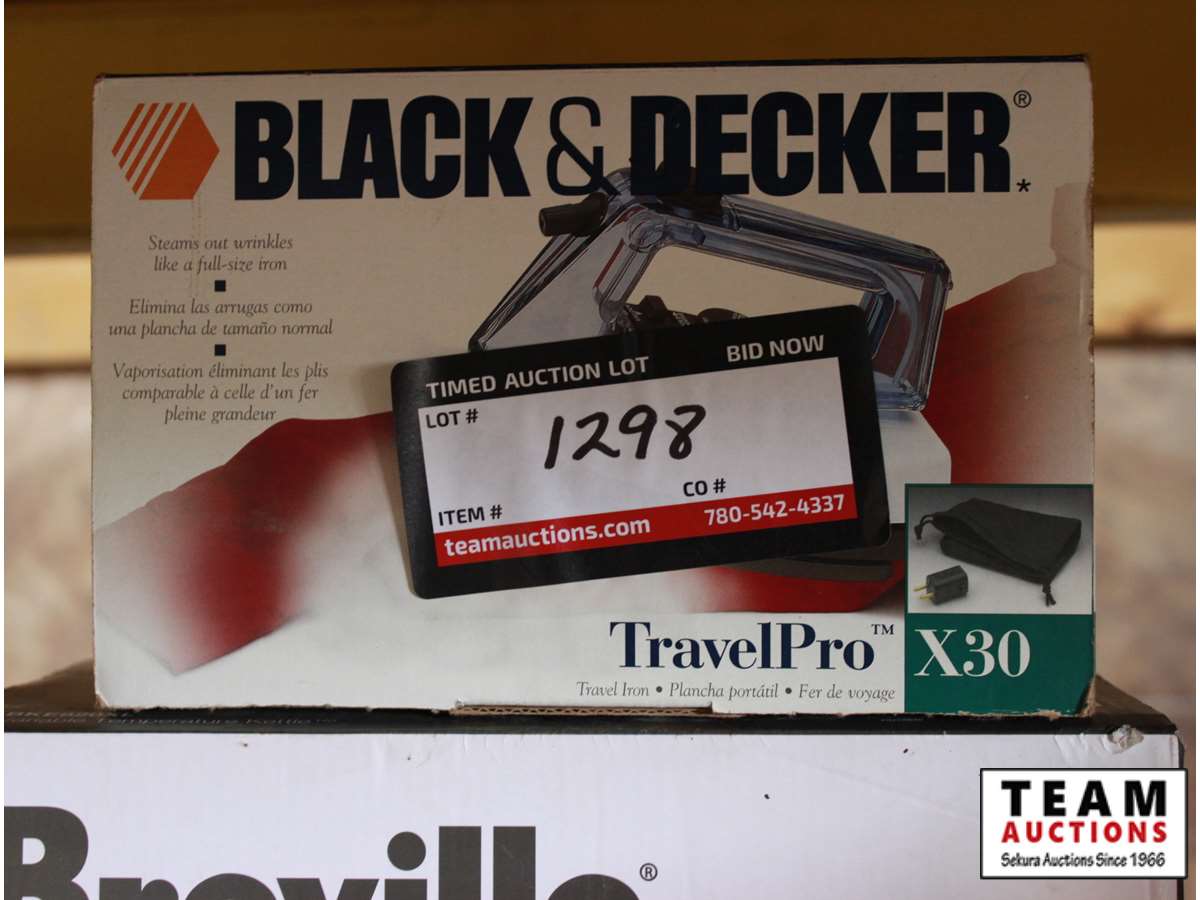 BLACK & DECKER®*
Steams out wrinkles
like a full-size iron
■
Elimina las arrugas como
una plancha de tamaño normal
■
Vaporisation éliminant les plis
comparable à celle d'un fer
pleine grandeur
TIMED AUCTION LOT BID NOW
LOT # 1298
ITEM # CO #
teamauctions.com 780-542-4337
TravelPro™ X30
Travel Iron • Plancha portátil • Fer de voyage
Temperature Kettle™
Breville®
TEAM
AUCTIONS
Sekura Auctions Since 1966